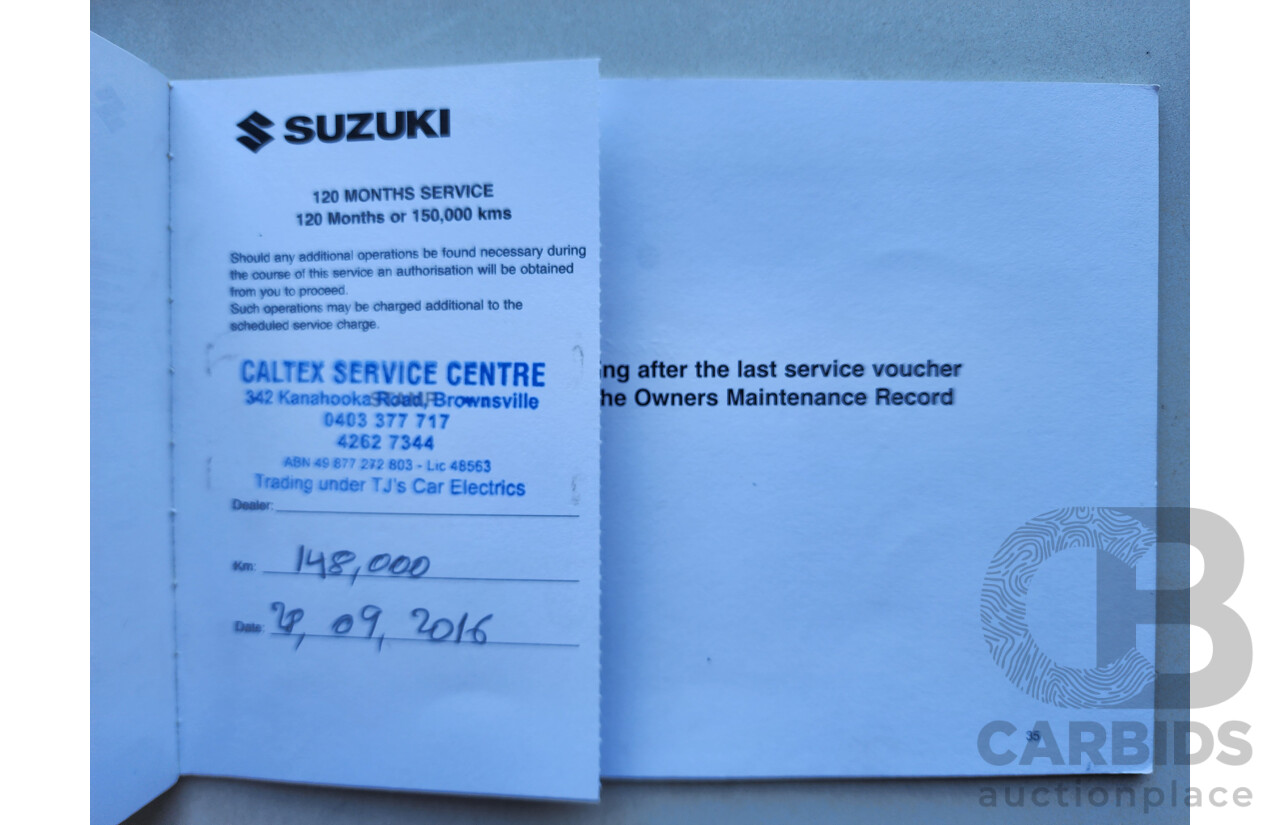 SUZUKI
120 MONTHS SERVICE
120 Months or 150,000 kms
Should any additional operations be found necessary during
the course of this service an authorisation will be obtained
from you to proceed.
Such operations may be charged additional to the
scheduled service charge.
CALTEX SERVICE CENTRE
342 Kanahooka Road, Brownsville
0403 377 717
4262 7344
ABN 49 877 272 803 - Lic 48563
Trading under TJ's Car Electrics
Dealer:
Km: 148,000
Date: 09, 2016
ing after the last service voucher
he Owners Maintenance Record
35
CB
CARBIDS
auctionplace